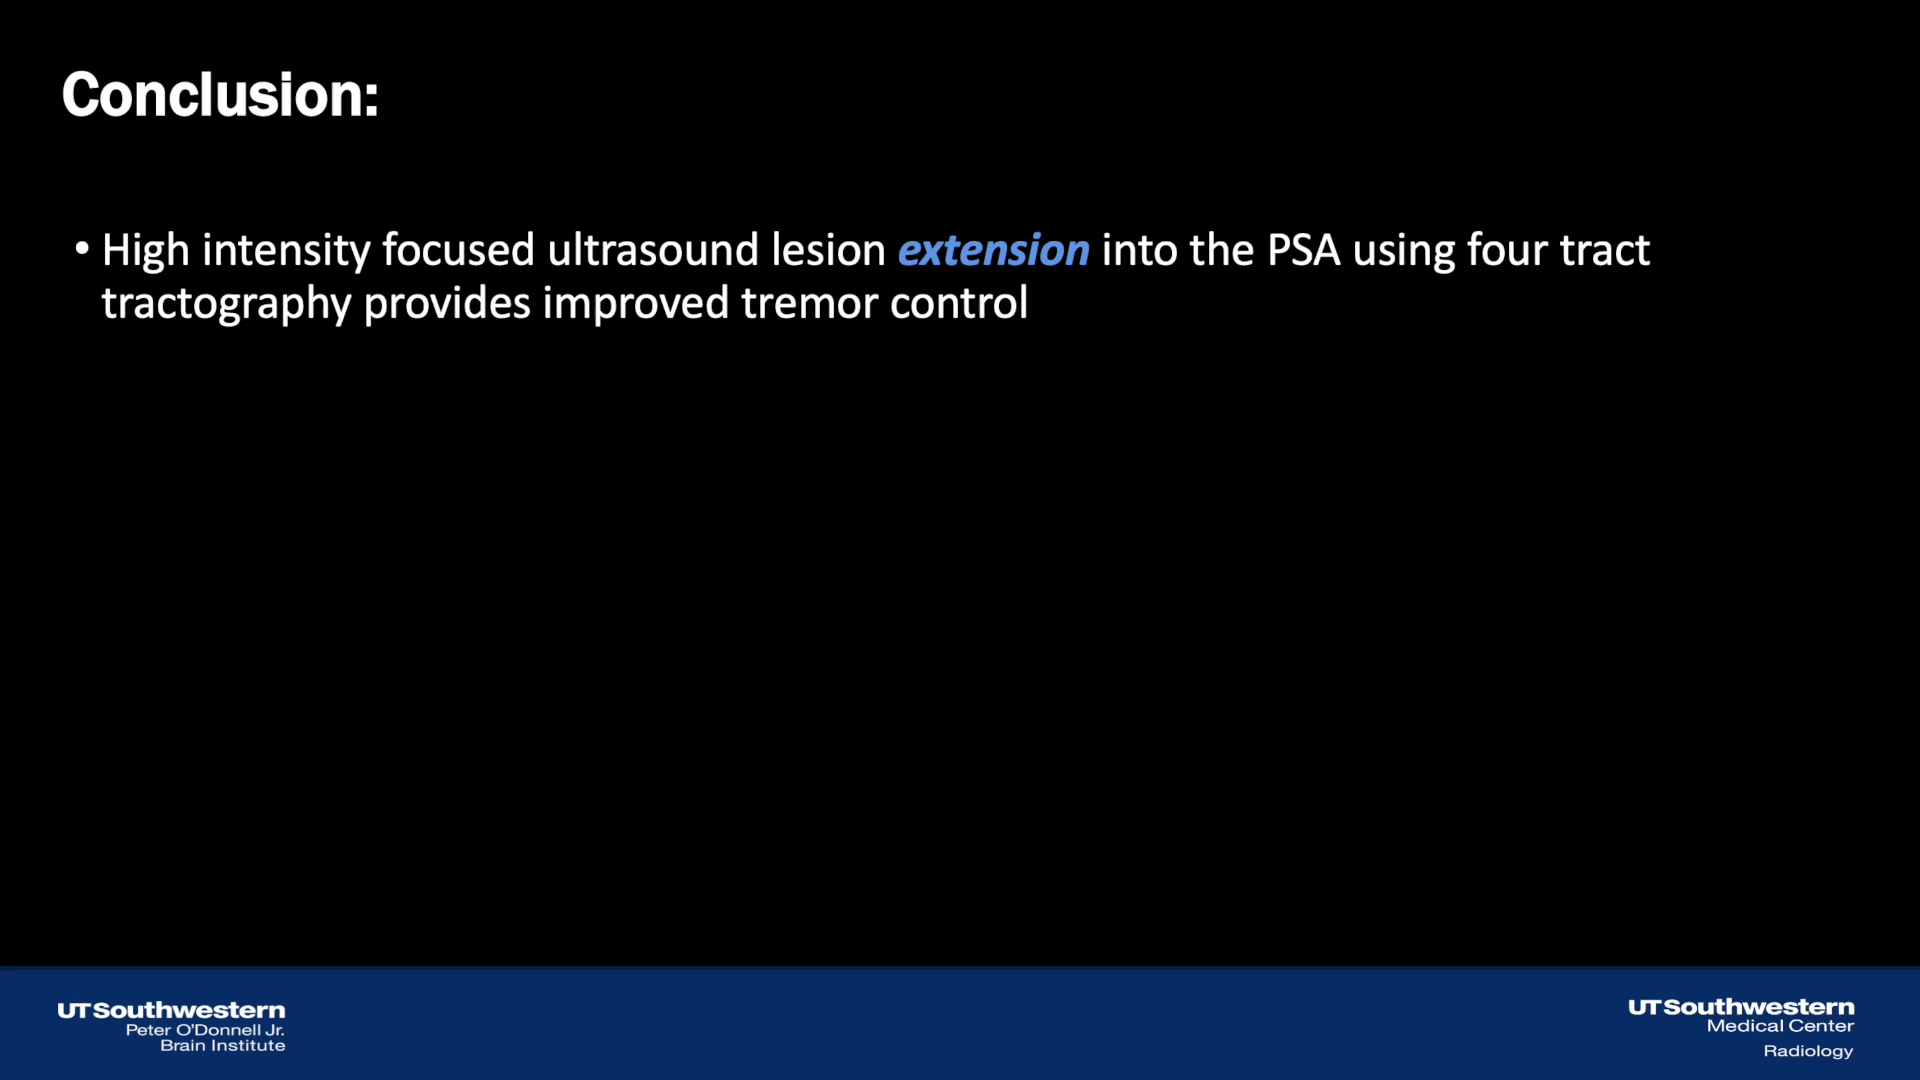 Conclusion:
• High intensity focused ultrasound lesion extension into the PSA using four tract
tractography provides improved tremor control
UTSouthwestern
Peter O'Donnell Jr.
Brain Institute
UTSouthwestern
Medical Center
Radiology